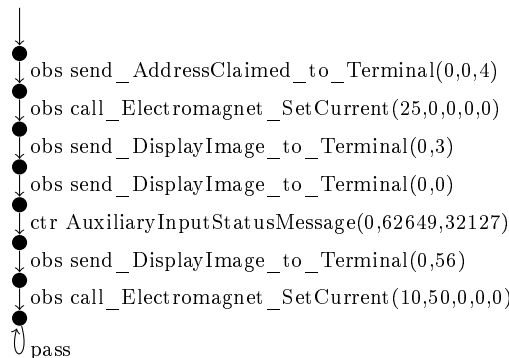 obs send_AddressClaimed_to_Terminal(0,0,4)
obs call_Electromagnet_SetCurrent(25,0,0,0,0)
obs send_DisplayImage_to_Terminal(0,3)
obs send_DisplayImage_to_Terminal(0,0)
ctr AuxiliaryInputStatusMessage(0,62649,32127)
obs send_DisplayImage_to_Terminal(0,56)
obs call_Electromagnet_SetCurrent(10,50,0,0,0)
pass